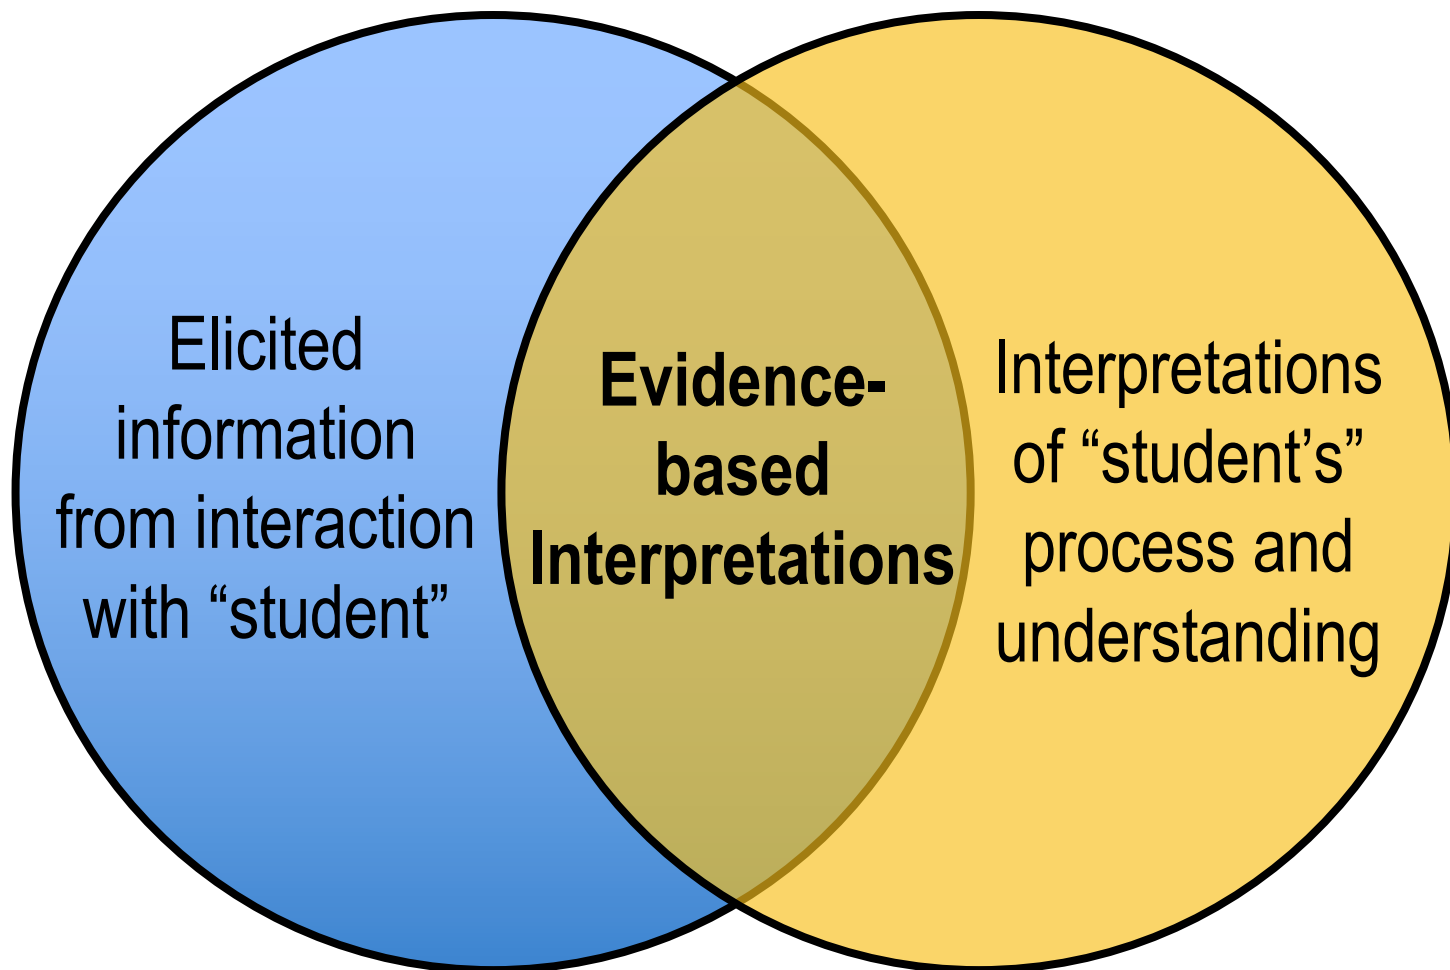 Elicited
information
from interaction
with “student”
Evidence-
based
Interpretations
Interpretations
of “student’s”
process and
understanding